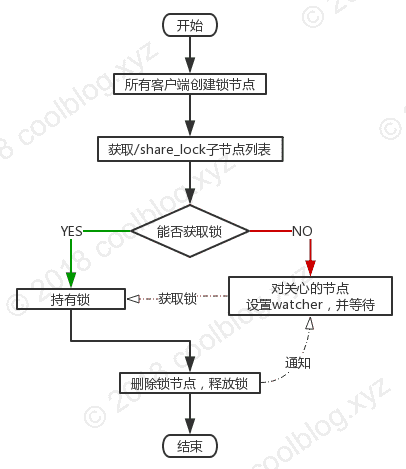 开始
所有客户端创建锁节点
获取/share_lock子节点列表
能否获取锁
YES
NO
持有锁
获取锁
对关心的节点
设置watcher，并等待
通知
删除锁节点，释放锁
结束
© 2018 coolblog.xyz